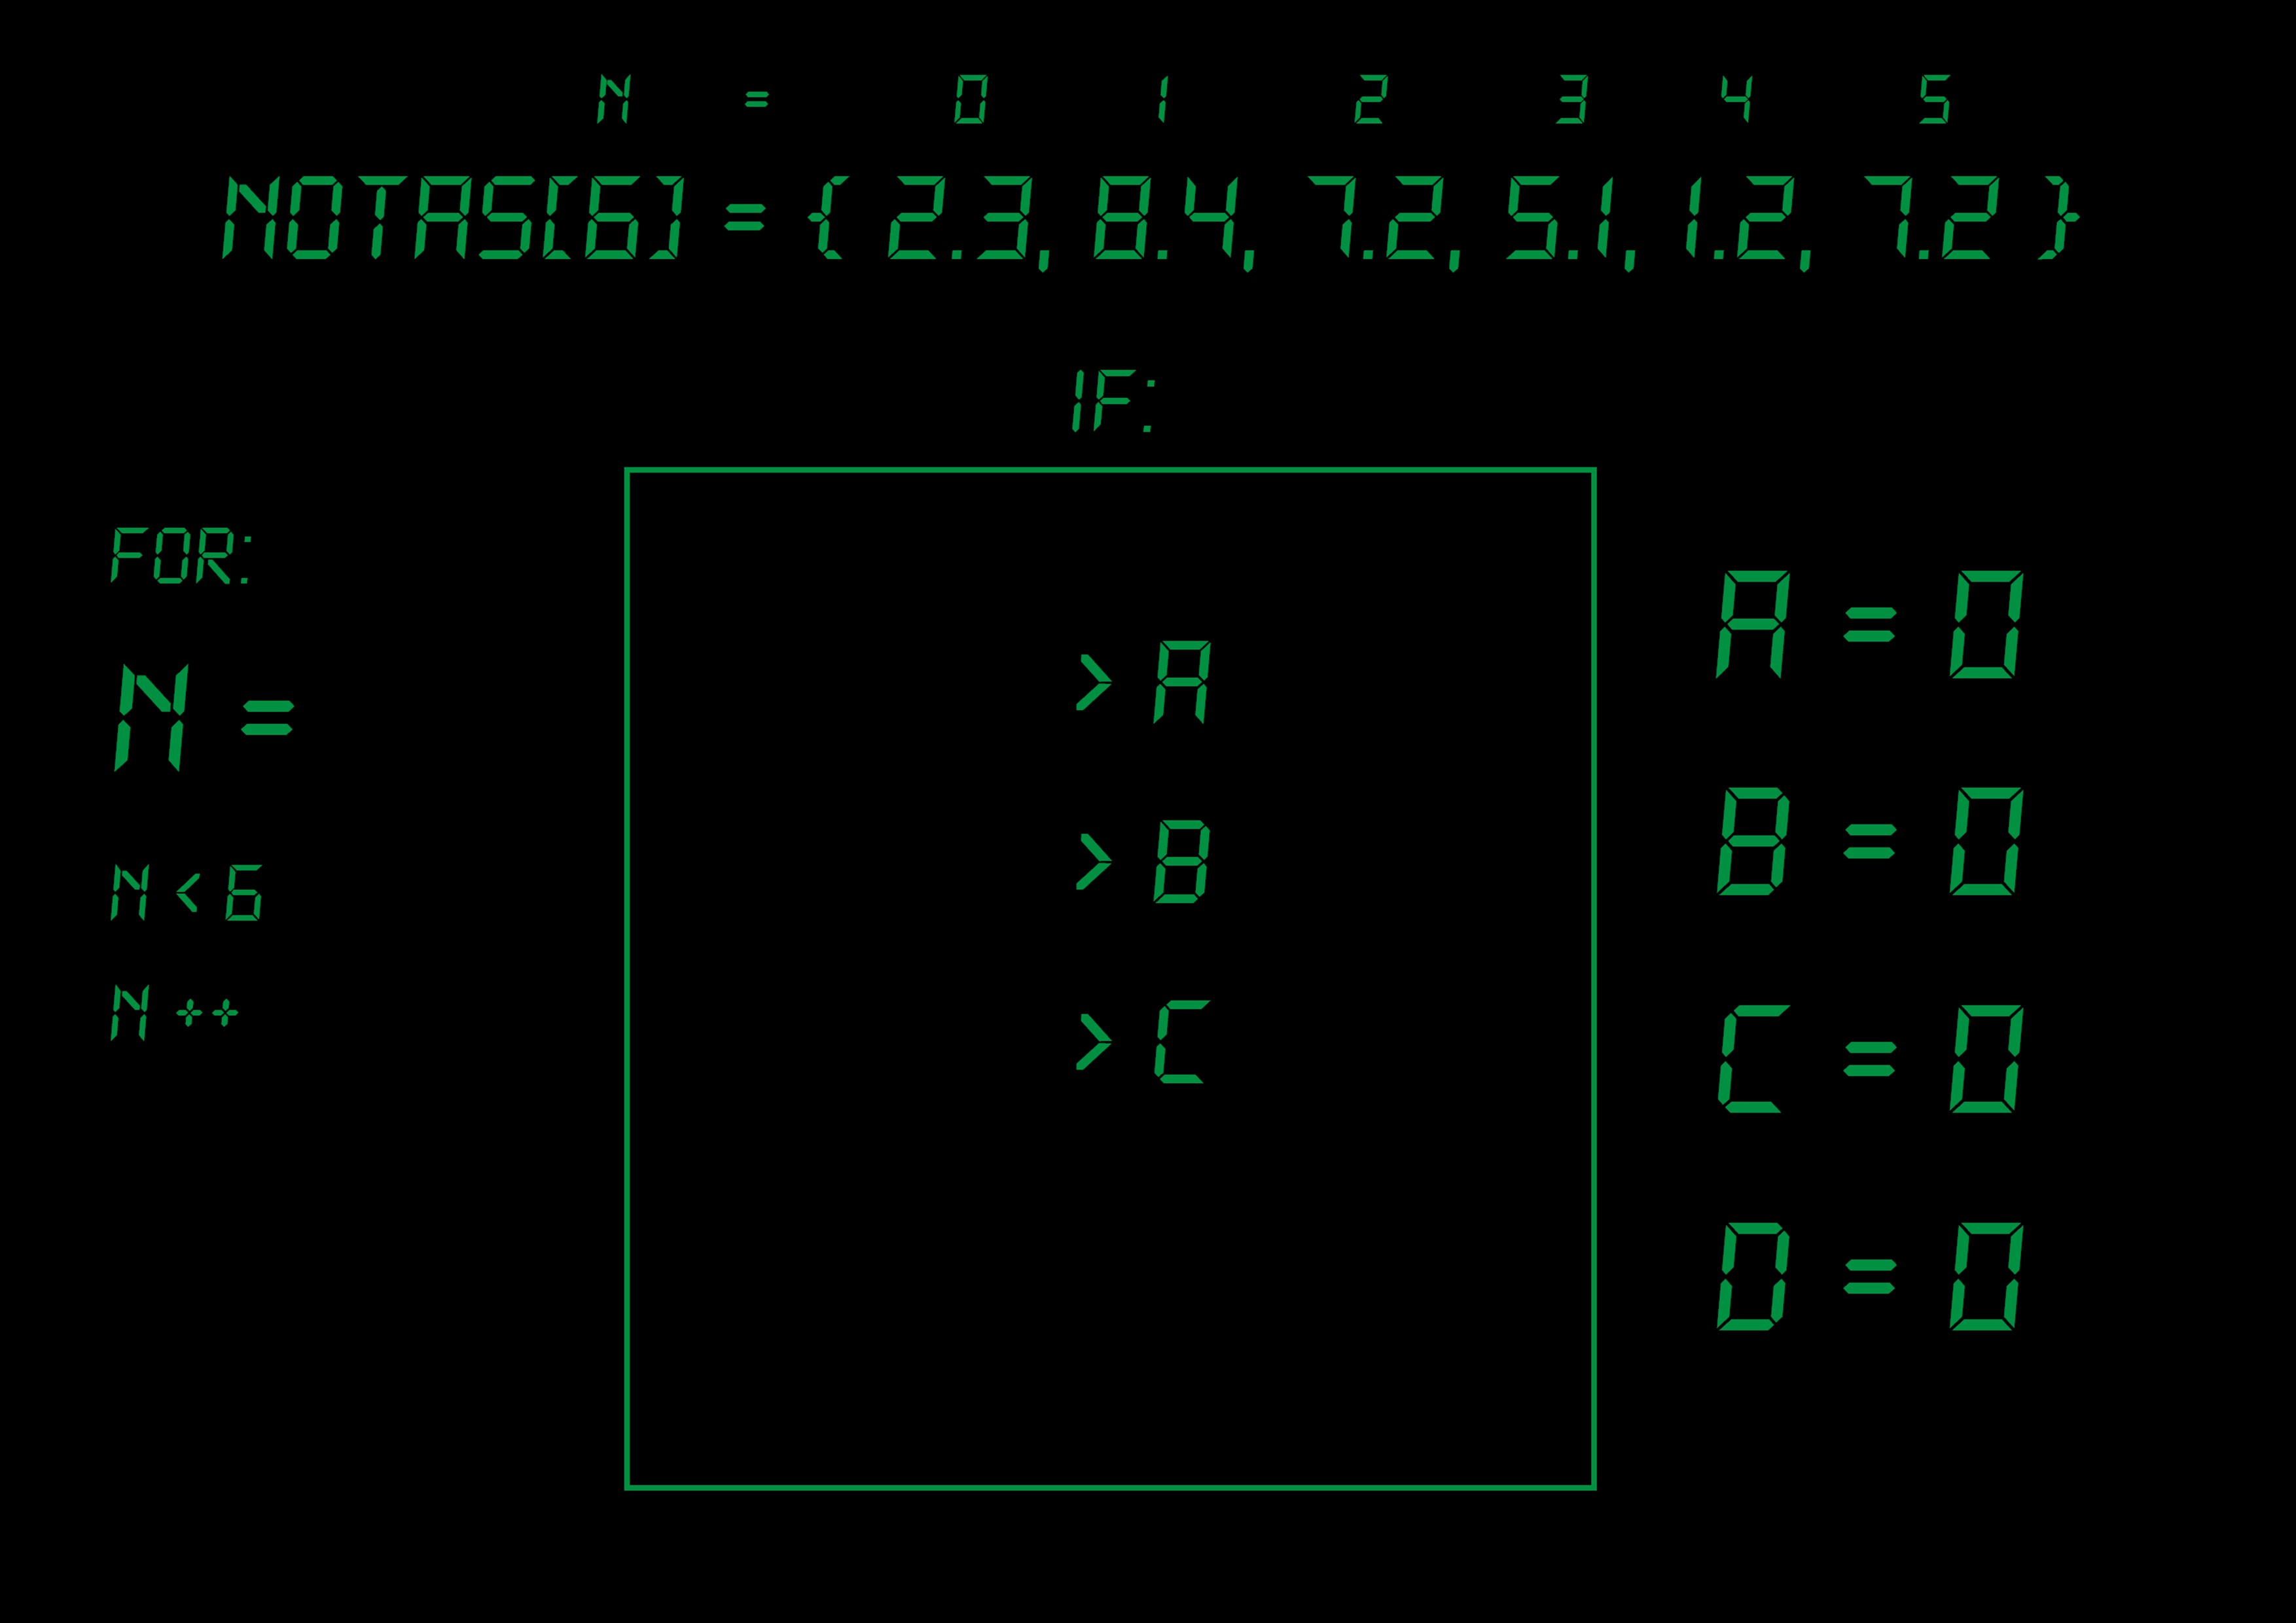 N = 0 1 2 3 4 5
NOTAS[6] = { 2.3, 8.4, 7.2, 5.1, 1.2, 7.2 }
IF:
FOR:
N =
N < 6
N ++
> A
> B
> C
A = 0
B = 0
C = 0
D = 0